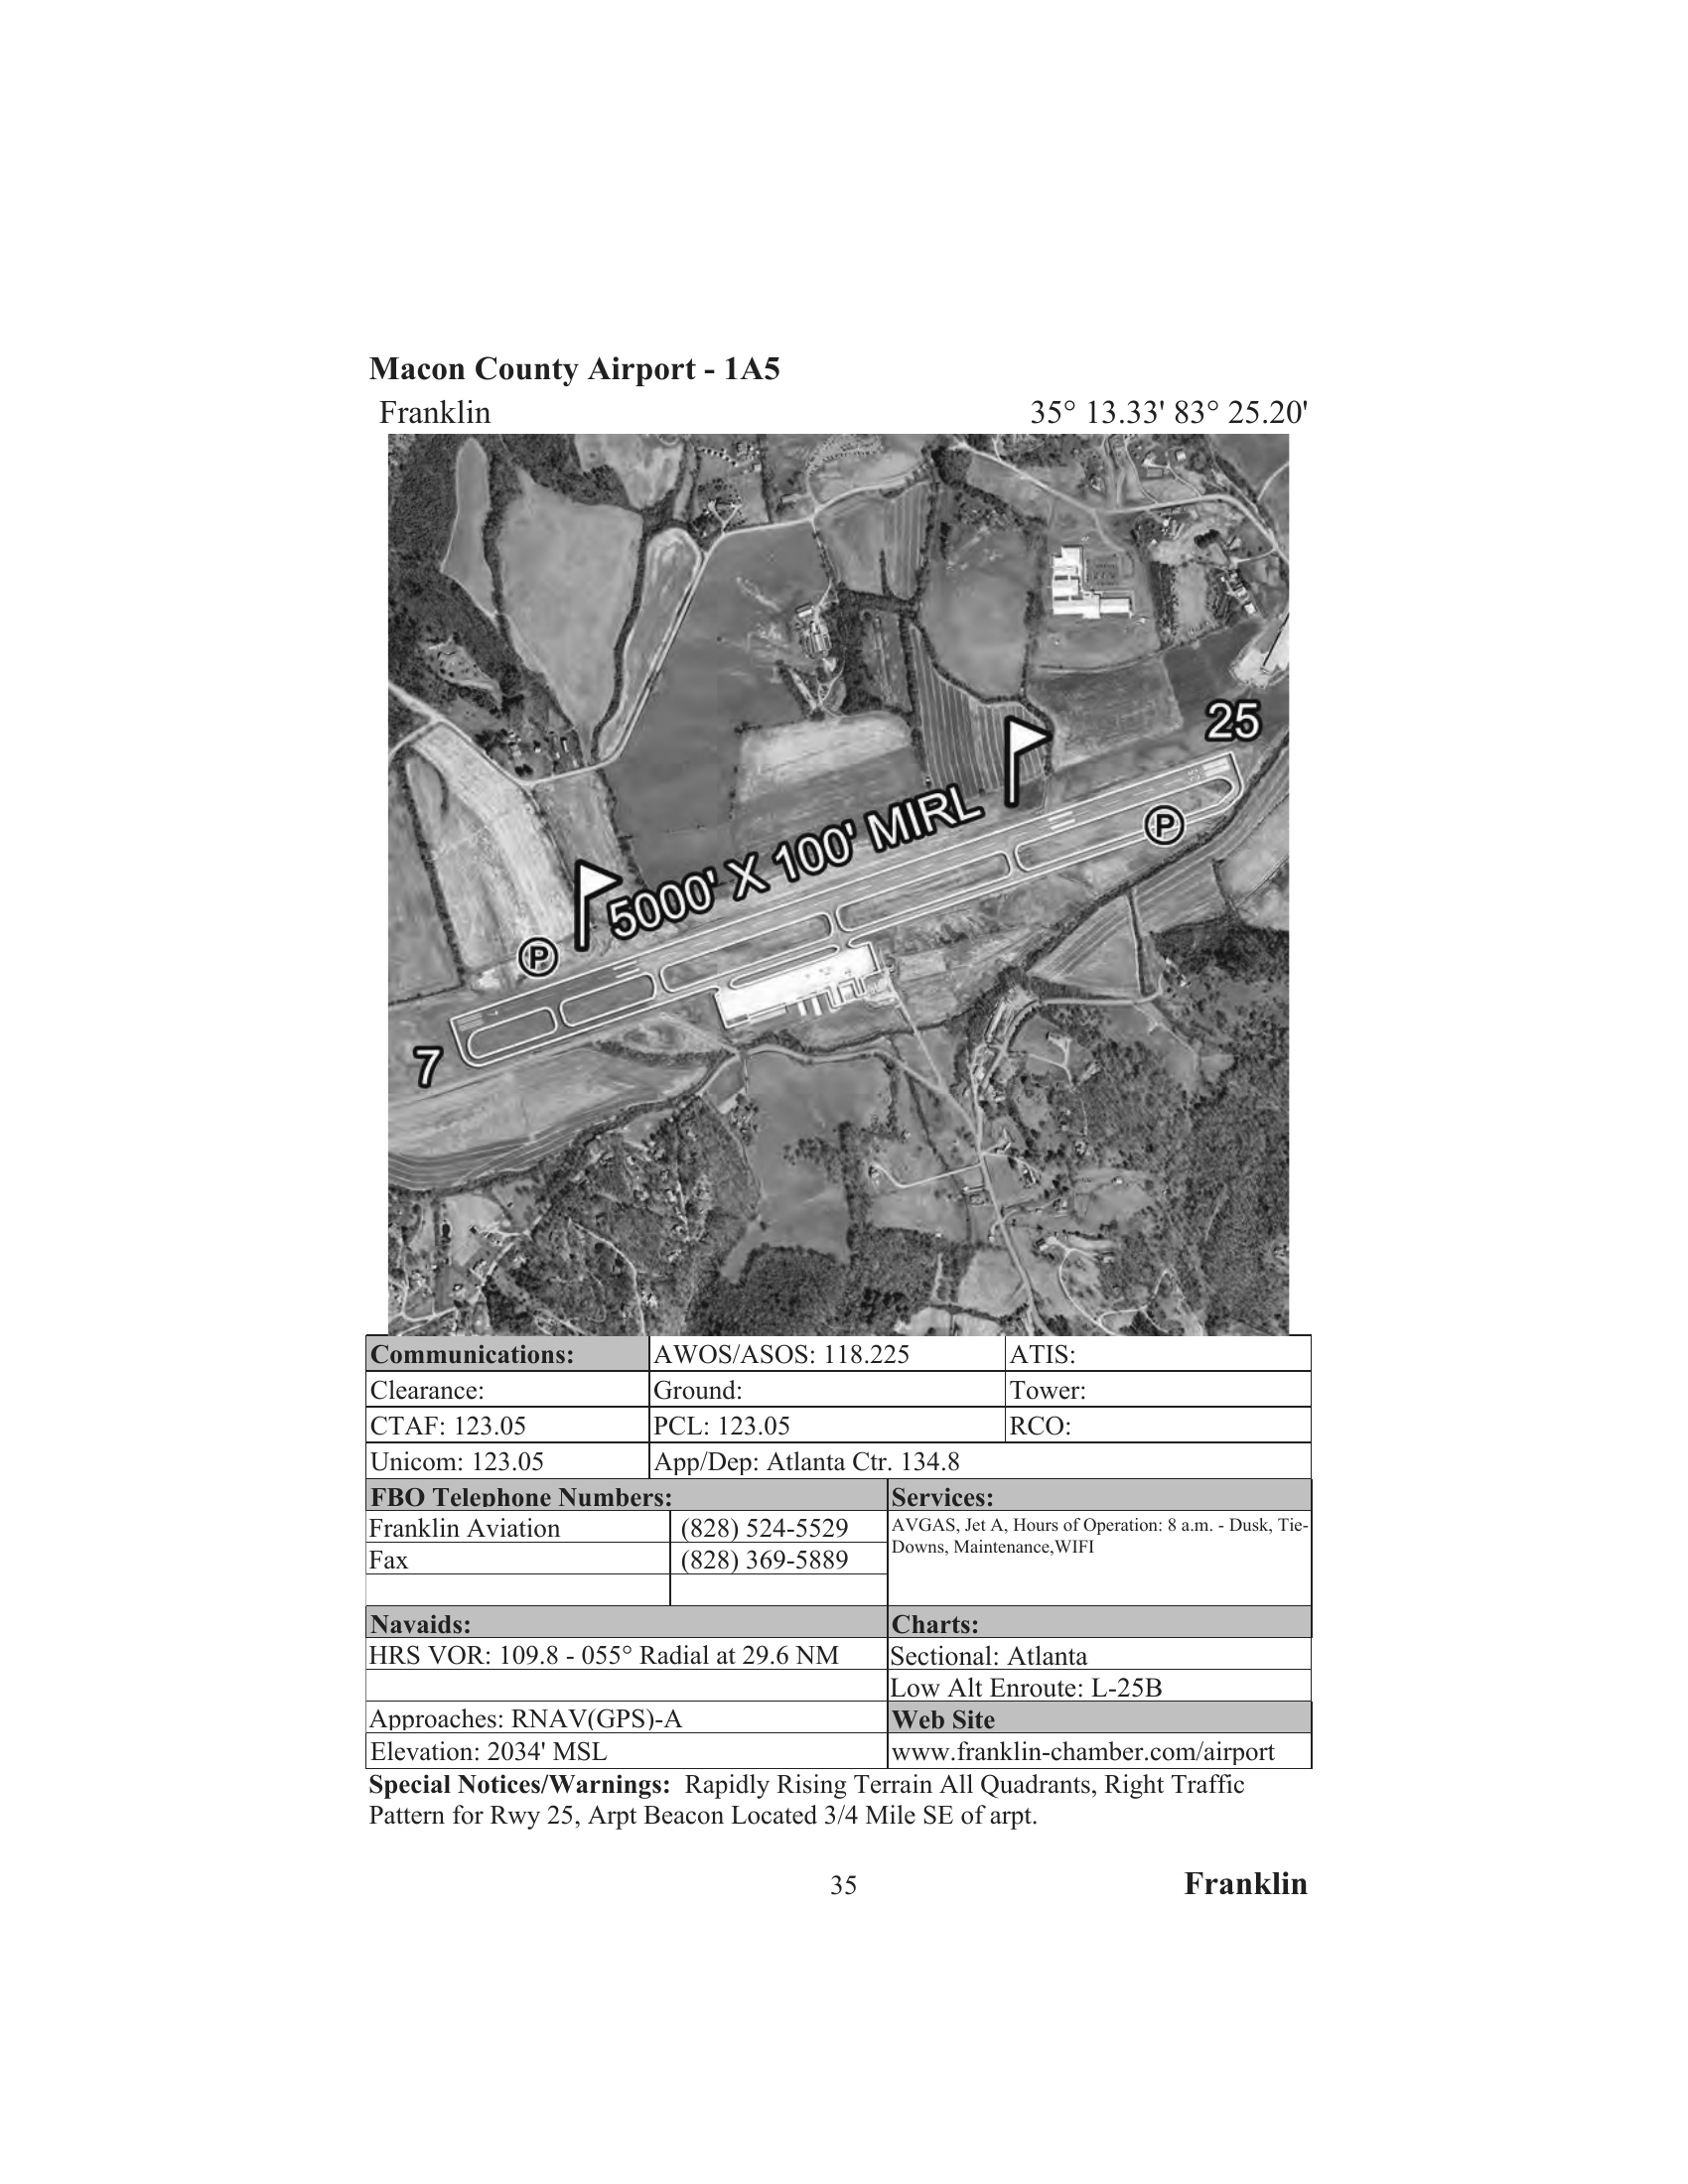 Macon County Airport - 1A5
Franklin 35° 13.33' 83° 25.20'
25
5000' X 100' MIRL
P
P
7
Communications: AWOS/ASOS: 118.225 ATIS:
Clearance: Ground: Tower:
CTAF: 123.05 PCL: 123.05 RCO:
Unicom: 123.05 App/Dep: Atlanta Ctr. 134.8
FBO Telephone Numbers: Services:
Franklin Aviation (828) 524-5529 AVGAS, Jet A, Hours of Operation: 8 a.m. - Dusk, Tie-
Downs, Maintenance,WIFI
Fax (828) 369-5889
Navaids: Charts:
HRS VOR: 109.8 - 055° Radial at 29.6 NM Sectional: Atlanta
Low Alt Enroute: L-25B
Approaches: RNAV(GPS)-A Web Site
Elevation: 2034' MSL www.franklin-chamber.com/airport
Special Notices/Warnings: Rapidly Rising Terrain All Quadrants, Right Traffic
Pattern for Rwy 25, Arpt Beacon Located 3/4 Mile SE of arpt.
35 Franklin